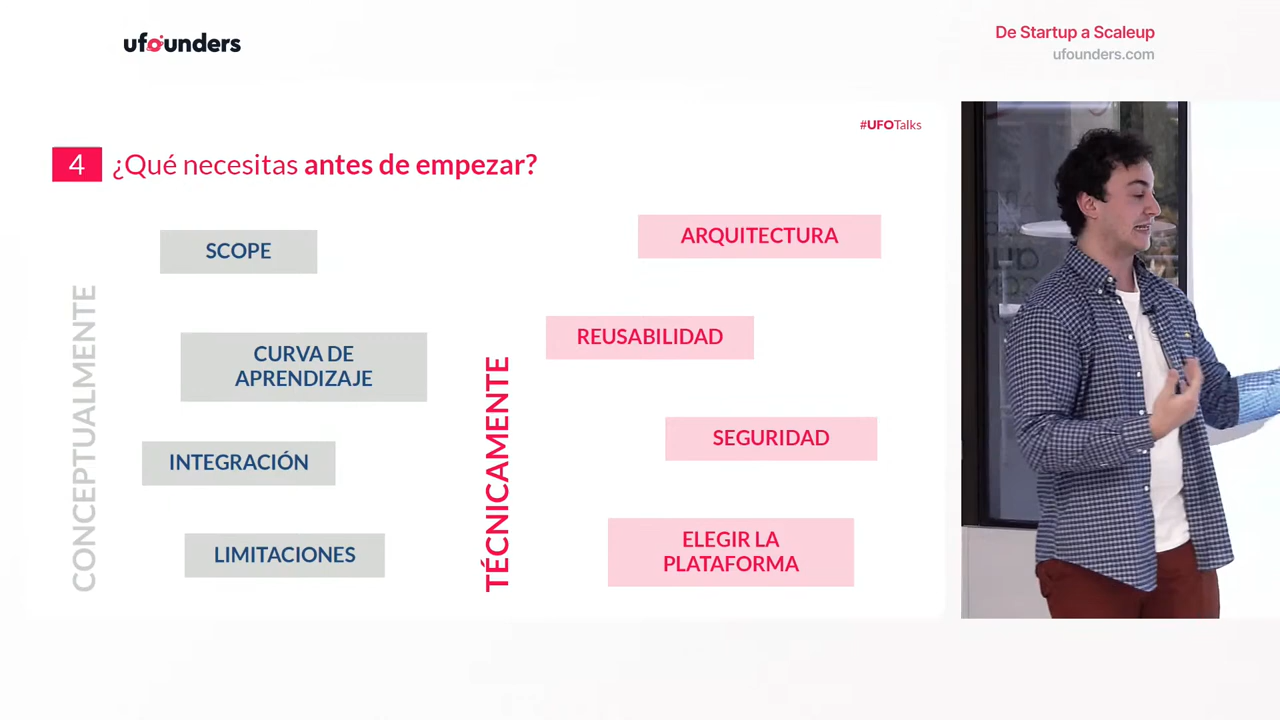 ufounders
De Startup a Scaleup
ufounders.com
#UFOTalks
4 ¿Qué necesitas antes de empezar?
CONCEPTUALMENTE
SCOPE
CURVA DE
APRENDIZAJE
INTEGRACIÓN
LIMITACIONES
TÉCNICAMENTE
ARQUITECTURA
REUSABILIDAD
SEGURIDAD
ELEGIR LA
PLATAFORMA